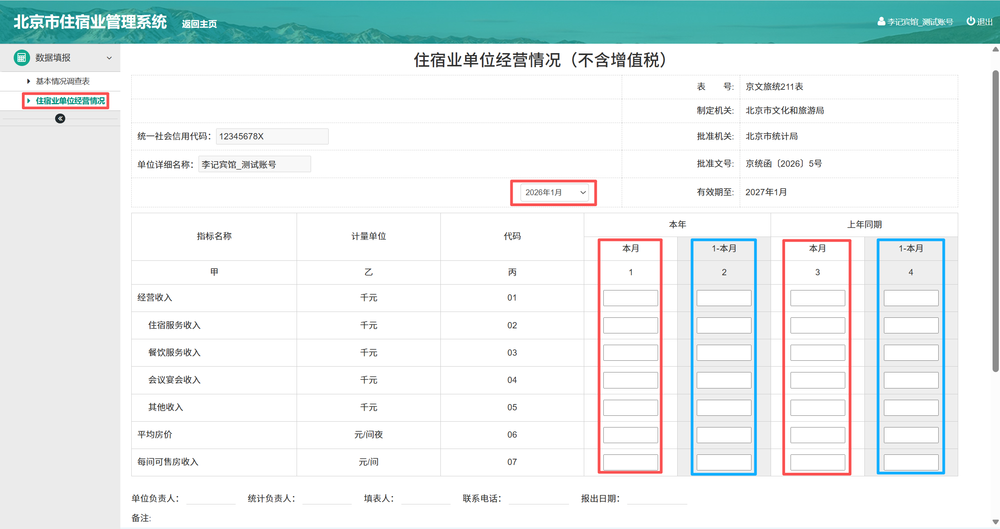 北京市住宿业管理系统 返回主页 李记宾馆_测试账号 退出
数据填报
基本情况调查表
住宿业单位经营情况
住宿业单位经营情况（不含增值税）
表 号: 京文旅统211表
制定机关: 北京市文化和旅游局
统一社会信用代码： 12345678X 批准机关: 北京市统计局
单位详细名称： 李记宾馆_测试账号 批准文号: 京统函〔2026〕5号
2026年1月 有效期至: 2027年1月
指标名称 计量单位 代码 本年 上年同期
本月 1-本月 本月 1-本月
甲 乙 丙 1 2 3 4
经营收入 千元 01
住宿服务收入 千元 02
餐饮服务收入 千元 03
会议宴会收入 千元 04
其他收入 千元 05
平均房价 元/间夜 06
每间可售房收入 元/间 07
单位负责人： 统计负责人： 填表人： 联系电话： 报出日期：
备注: